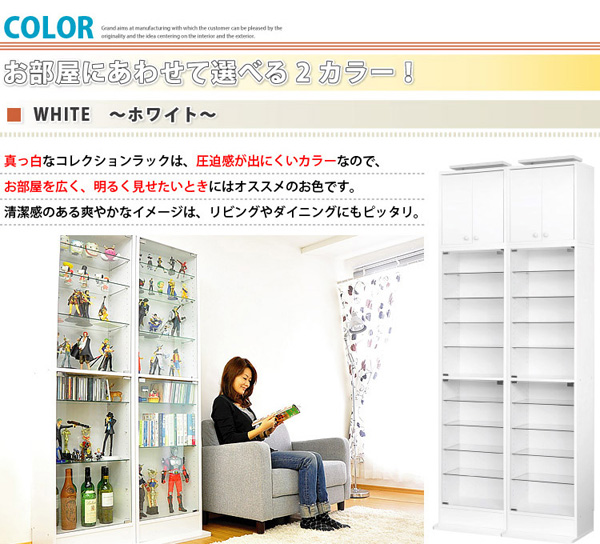 COLOR
Grand aims at manufacturing with which the customer can be pleased by the
originality and the idea centering on the interior and the exterior.
お部屋にあわせて選べる2カラー！
WHITE ～ホワイト～
真っ白なコレクションラックは、圧迫感が出にくいカラーなので、
お部屋を広く、明るく見せたいときにはオススメのお色です。
清潔感のある爽やかなイメージは、リビングやダイニングにもピッタリ。